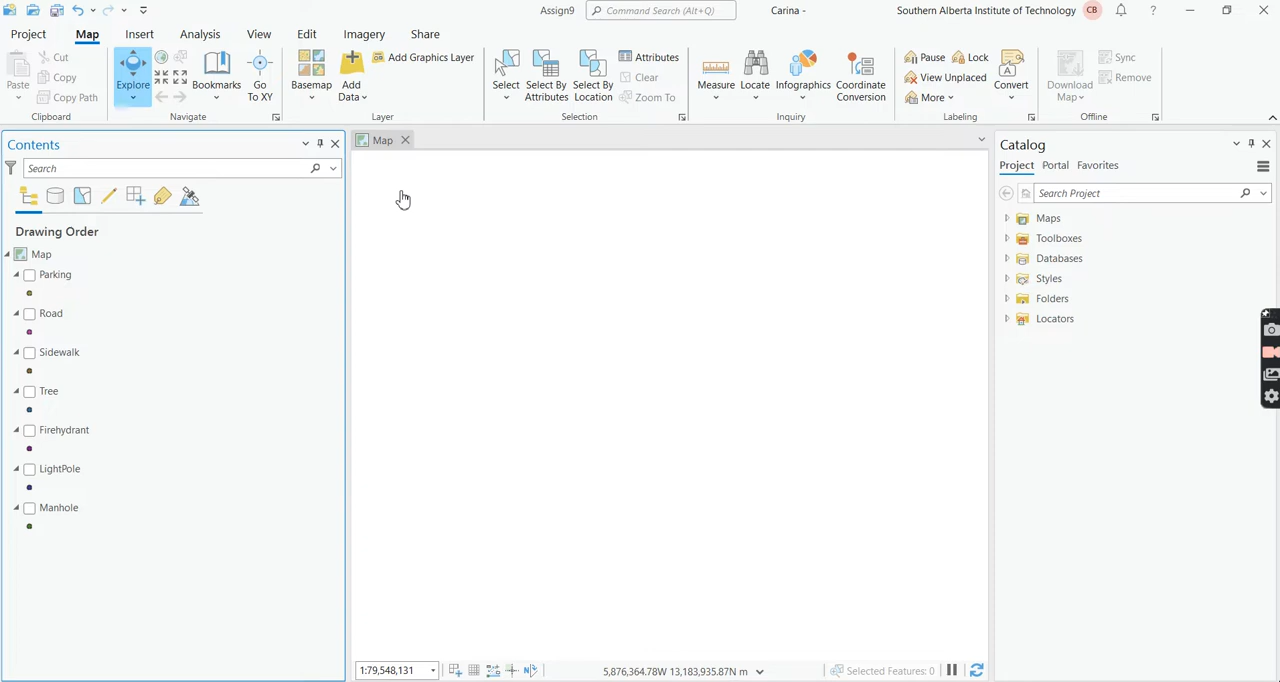 Assign9
Command Search (Alt+Q)
Carina -
Southern Alberta Institute of Technology
CB
?
Project
Map
Insert
Analysis
View
Edit
Imagery
Share
Paste
Cut
Copy
Copy Path
Clipboard
Explore
Bookmarks
Go
To XY
Navigate
Basemap
Add
Data
Add Graphics Layer
Layer
Select
Select By
Attributes
Select By
Location
Attributes
Clear
Zoom To
Selection
Measure
Locate
Infographics
Coordinate
Conversion
Inquiry
Pause
Lock
View Unplaced
More
Convert
Labeling
Download
Map
Sync
Remove
Offline
Contents
Search
Drawing Order
Map
Parking
Road
Sidewalk
Tree
Firehydrant
LightPole
Manhole
Map
1:79,548,131
5,876,364.78W 13,183,935.87N m
Selected Features: 0
Catalog
Project
Portal
Favorites
Search Project
Maps
Toolboxes
Databases
Styles
Folders
Locators